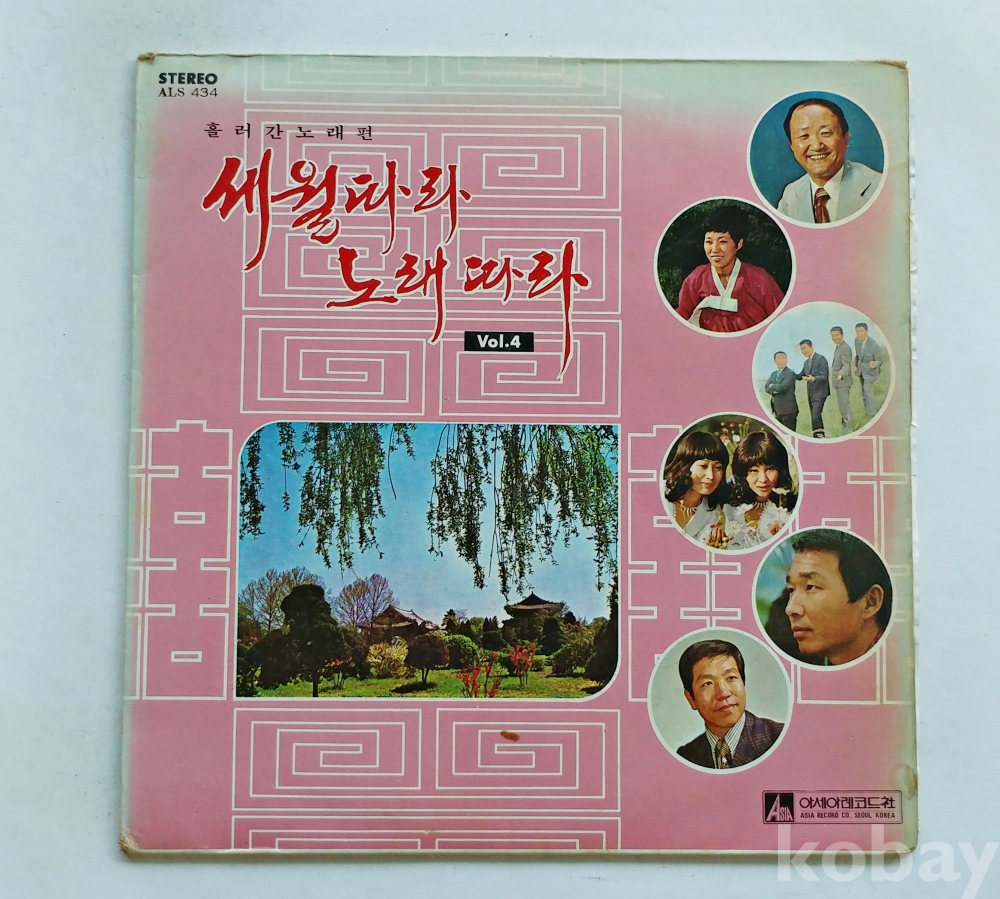 STEREO
ALS 434
흘러간노래편
세월따라
노래따라
Vol.4
ASIA
아세아레코드社
ASIA RECORD CO., SEOUL KOREA
kobay